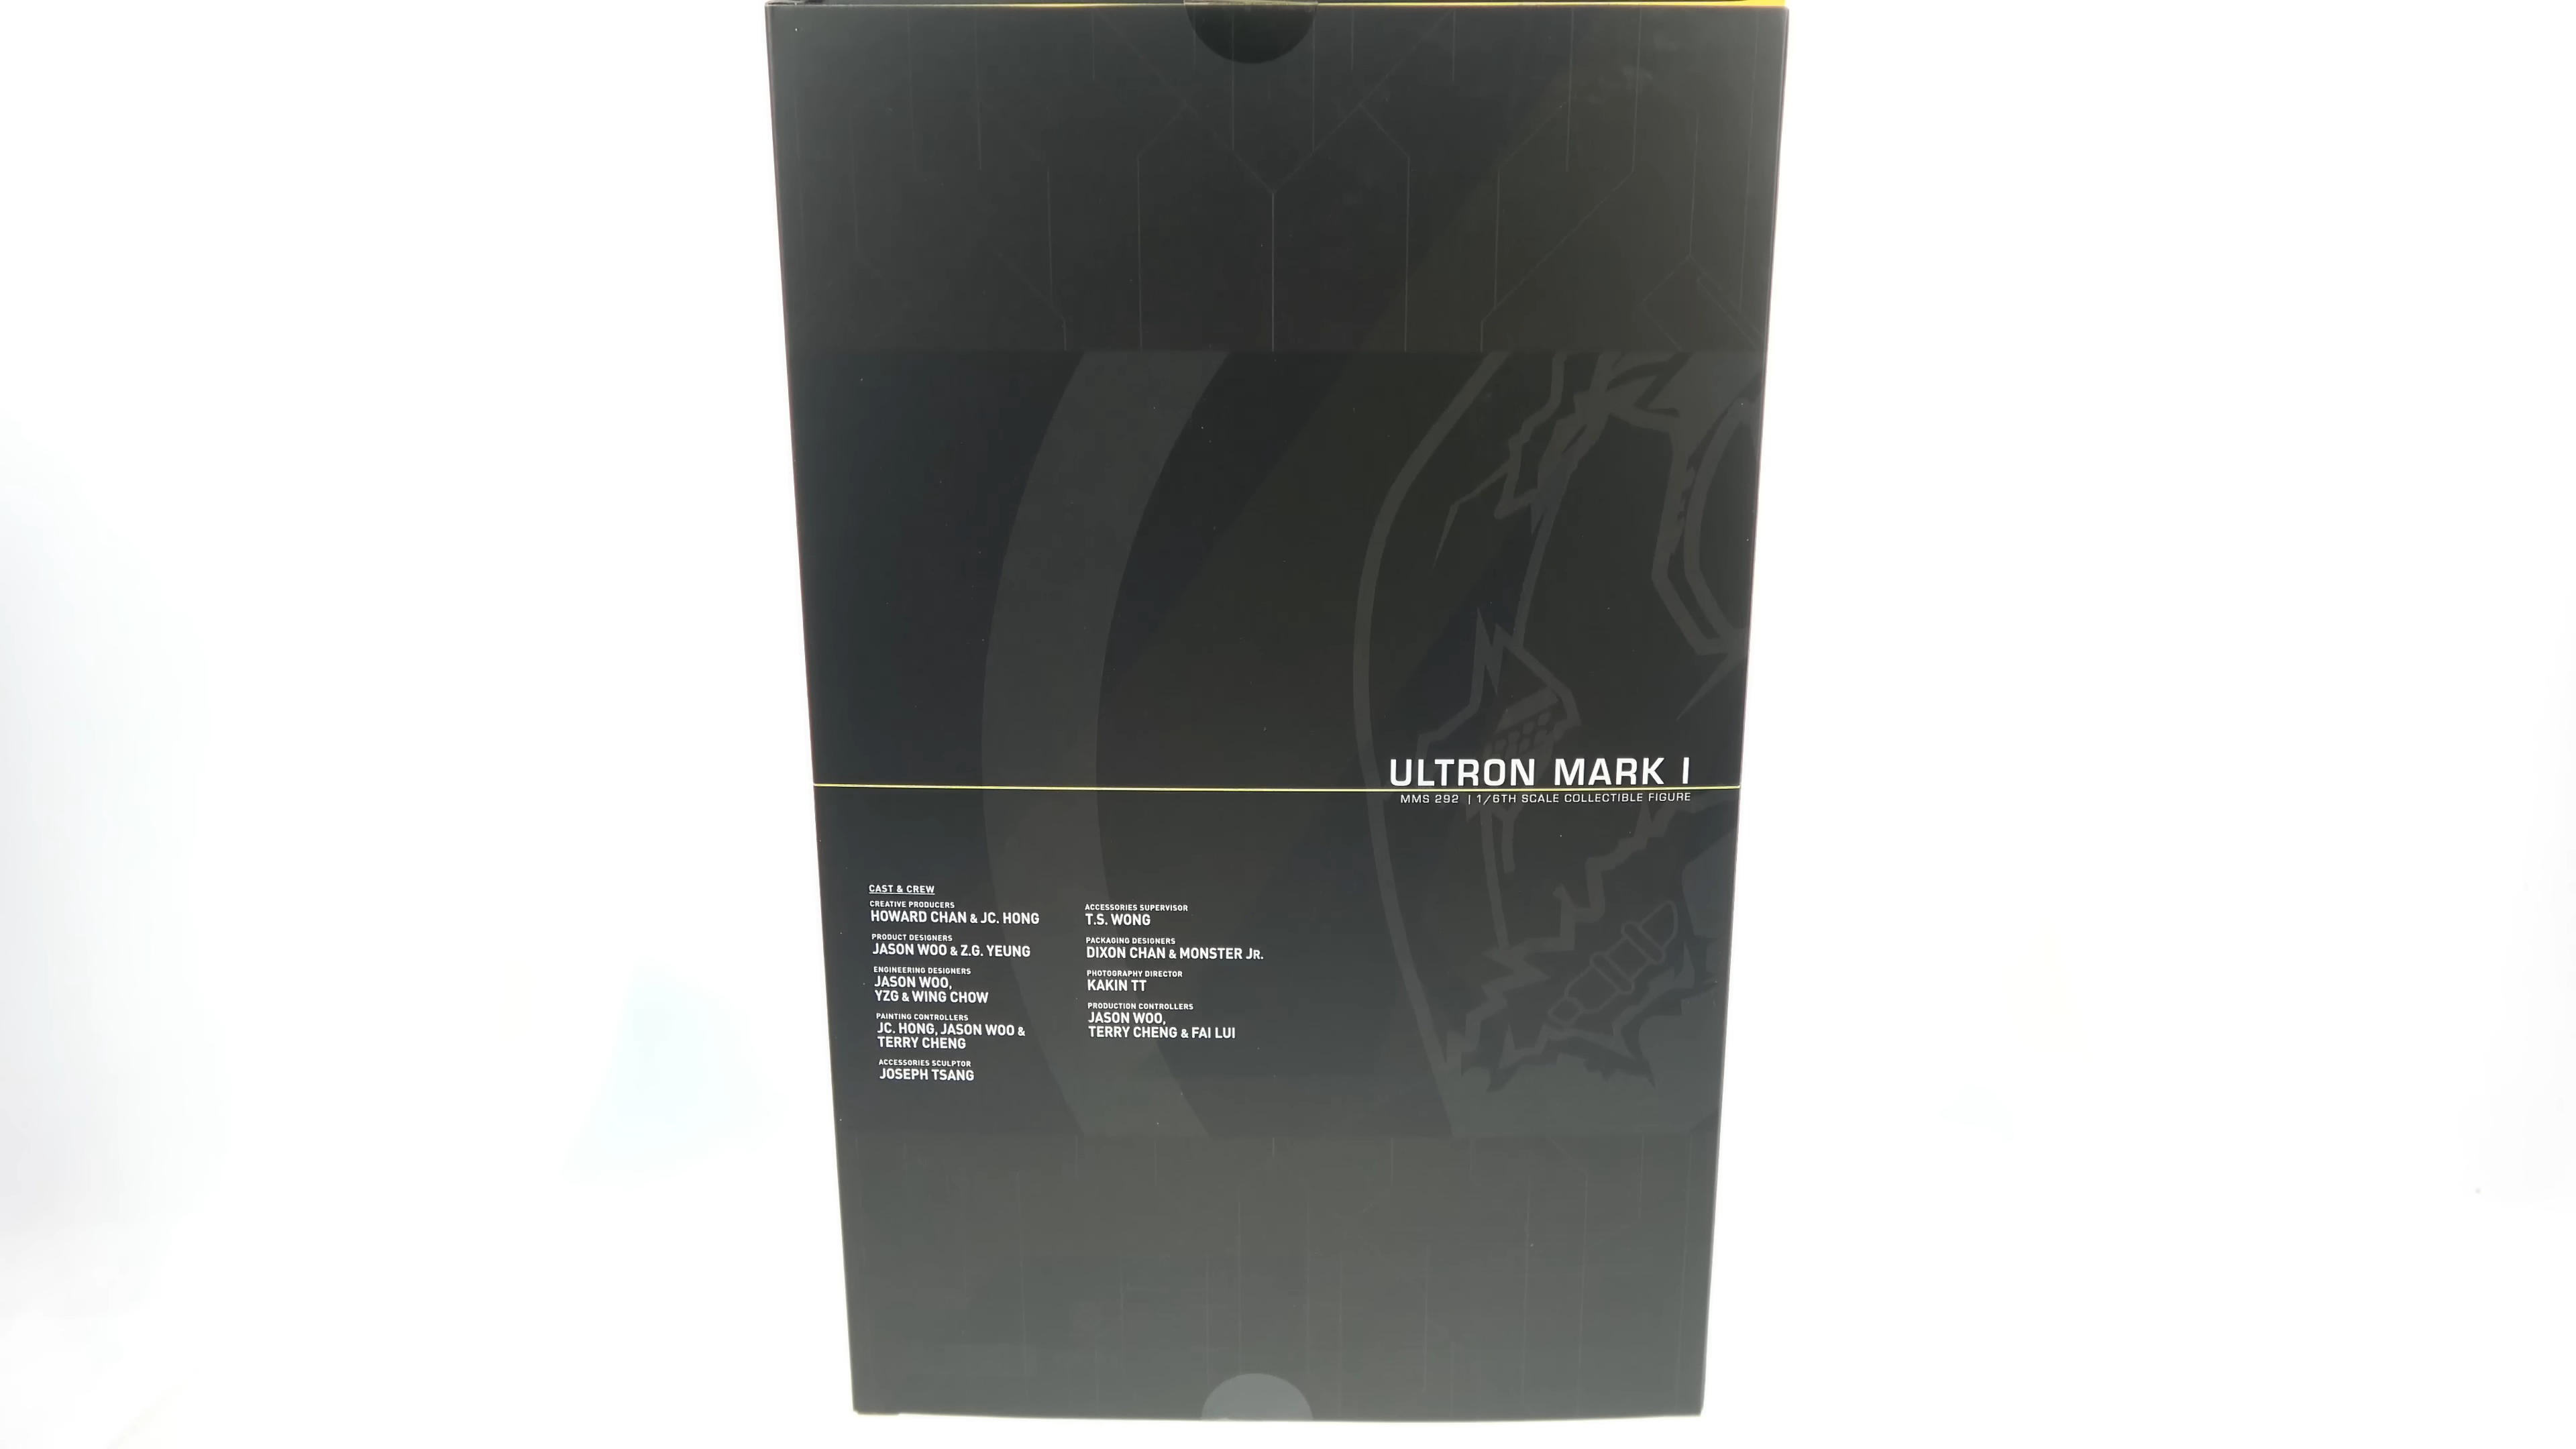 ULTRON MARK I
MMS 292 | 1/6TH SCALE COLLECTIBLE FIGURE
CAST & CREW
CREATIVE PRODUCERS
HOWARD CHAN & JC. HONG
PRODUCT DESIGNERS
JASON WOO & Z.G. YEUNG
ENGINEERING DESIGNERS
JASON WOO,
YZG & WING CHOW
PAINTING CONTROLLERS
JC. HONG, JASON WOO &
TERRY CHENG
ACCESSORIES SCULPTOR
JOSEPH TSANG
ACCESSORIES SUPERVISOR
T.S. WONG
PACKAGING DESIGNERS
DIXON CHAN & MONSTER JR.
PHOTOGRAPHY DIRECTOR
KAKIN TT
PRODUCTION CONTROLLERS
JASON WOO,
TERRY CHENG & FAI LUI